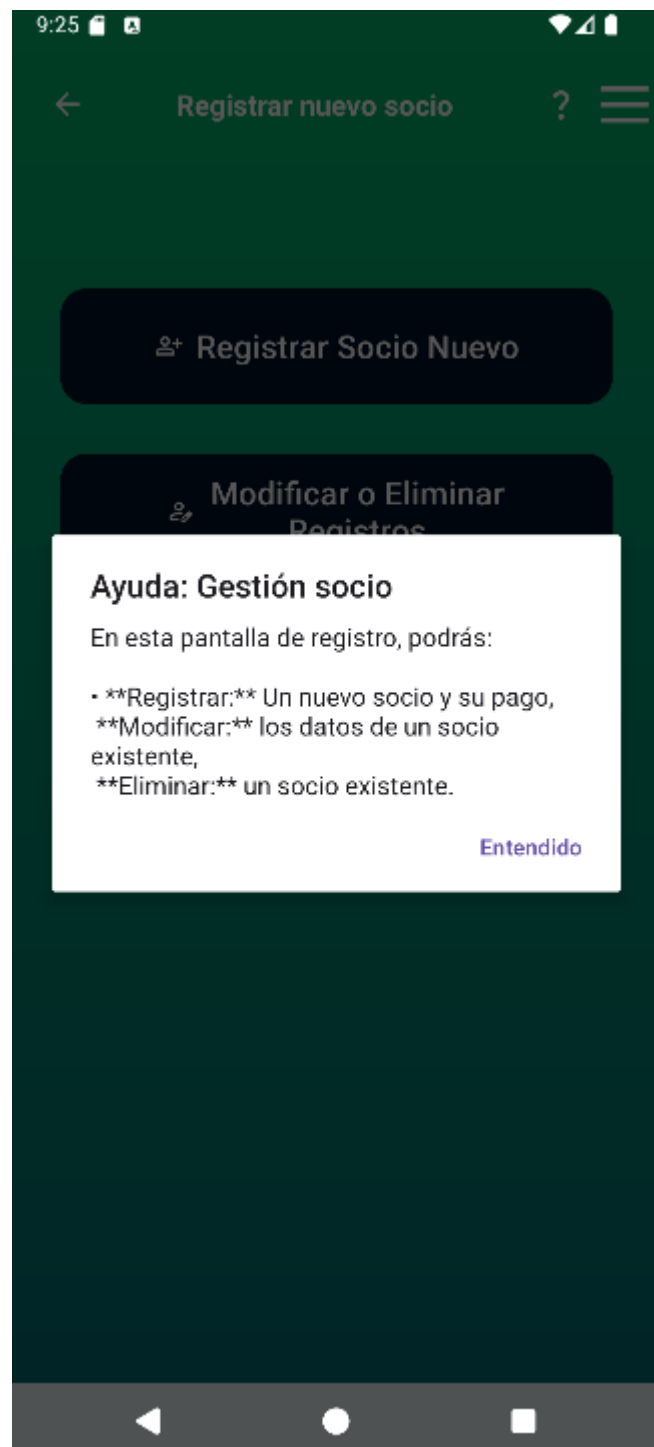 9:25
Registrar nuevo socio ?
Registrar Socio Nuevo
Modificar o Eliminar
Registros
Ayuda: Gestión socio
En esta pantalla de registro, podrás:
• **Registrar:** Un nuevo socio y su pago,
**Modificar:** los datos de un socio
existente,
**Eliminar:** un socio existente.
Entendido